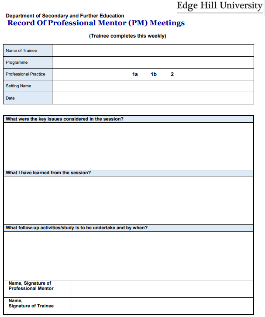 Edge Hill University
Department of Secondary and Further Education
Record Of Professional Mentor (PM) Meetings
(Trainee completes this weekly)
Name of Trainee
Programme
Professional Practice 1a 1b 2
Setting Name
Date
What were the key issues considered in the session?
What I have learned from the session?
What follow-up activities/study is to be undertaken and by when?
Name, Signature of
Professional Mentor
Name,
Signature of Trainee